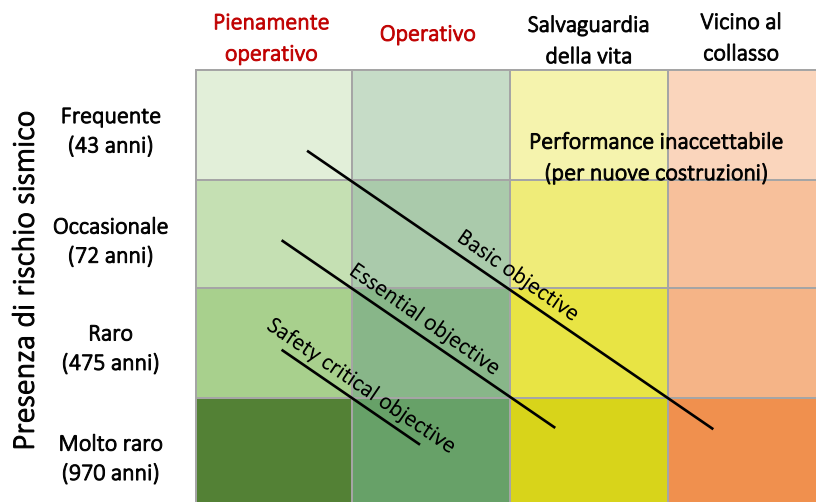 Pienamente
operativo
Operativo
Salvaguardia
della vita
Vicino al
collasso
Presenza di rischio sismico
Frequente
(43 anni)
Performance inaccettabile
(per nuove costruzioni)
Occasionale
(72 anni)
Basic objective
Essential objective
Raro
(475 anni)
Safety critical objective
Molto raro
(970 anni)